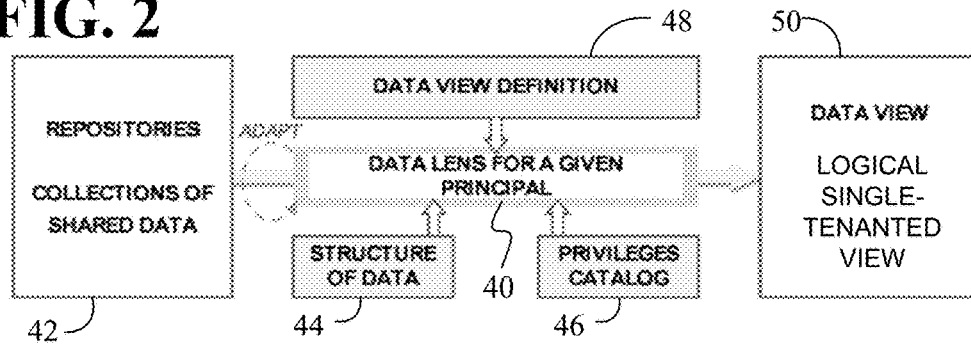 FIG. 2
48
50
DATA VIEW DEFINITION
REPOSITORIES
COLLECTIONS OF
SHARED DATA
ADAPT
DATA LENS FOR A GIVEN
PRINCIPAL
DATA VIEW
LOGICAL
SINGLE-
TENANTED
VIEW
STRUCTURE
OF DATA
PRIVILEGES
CATALOG
42
44
40
46